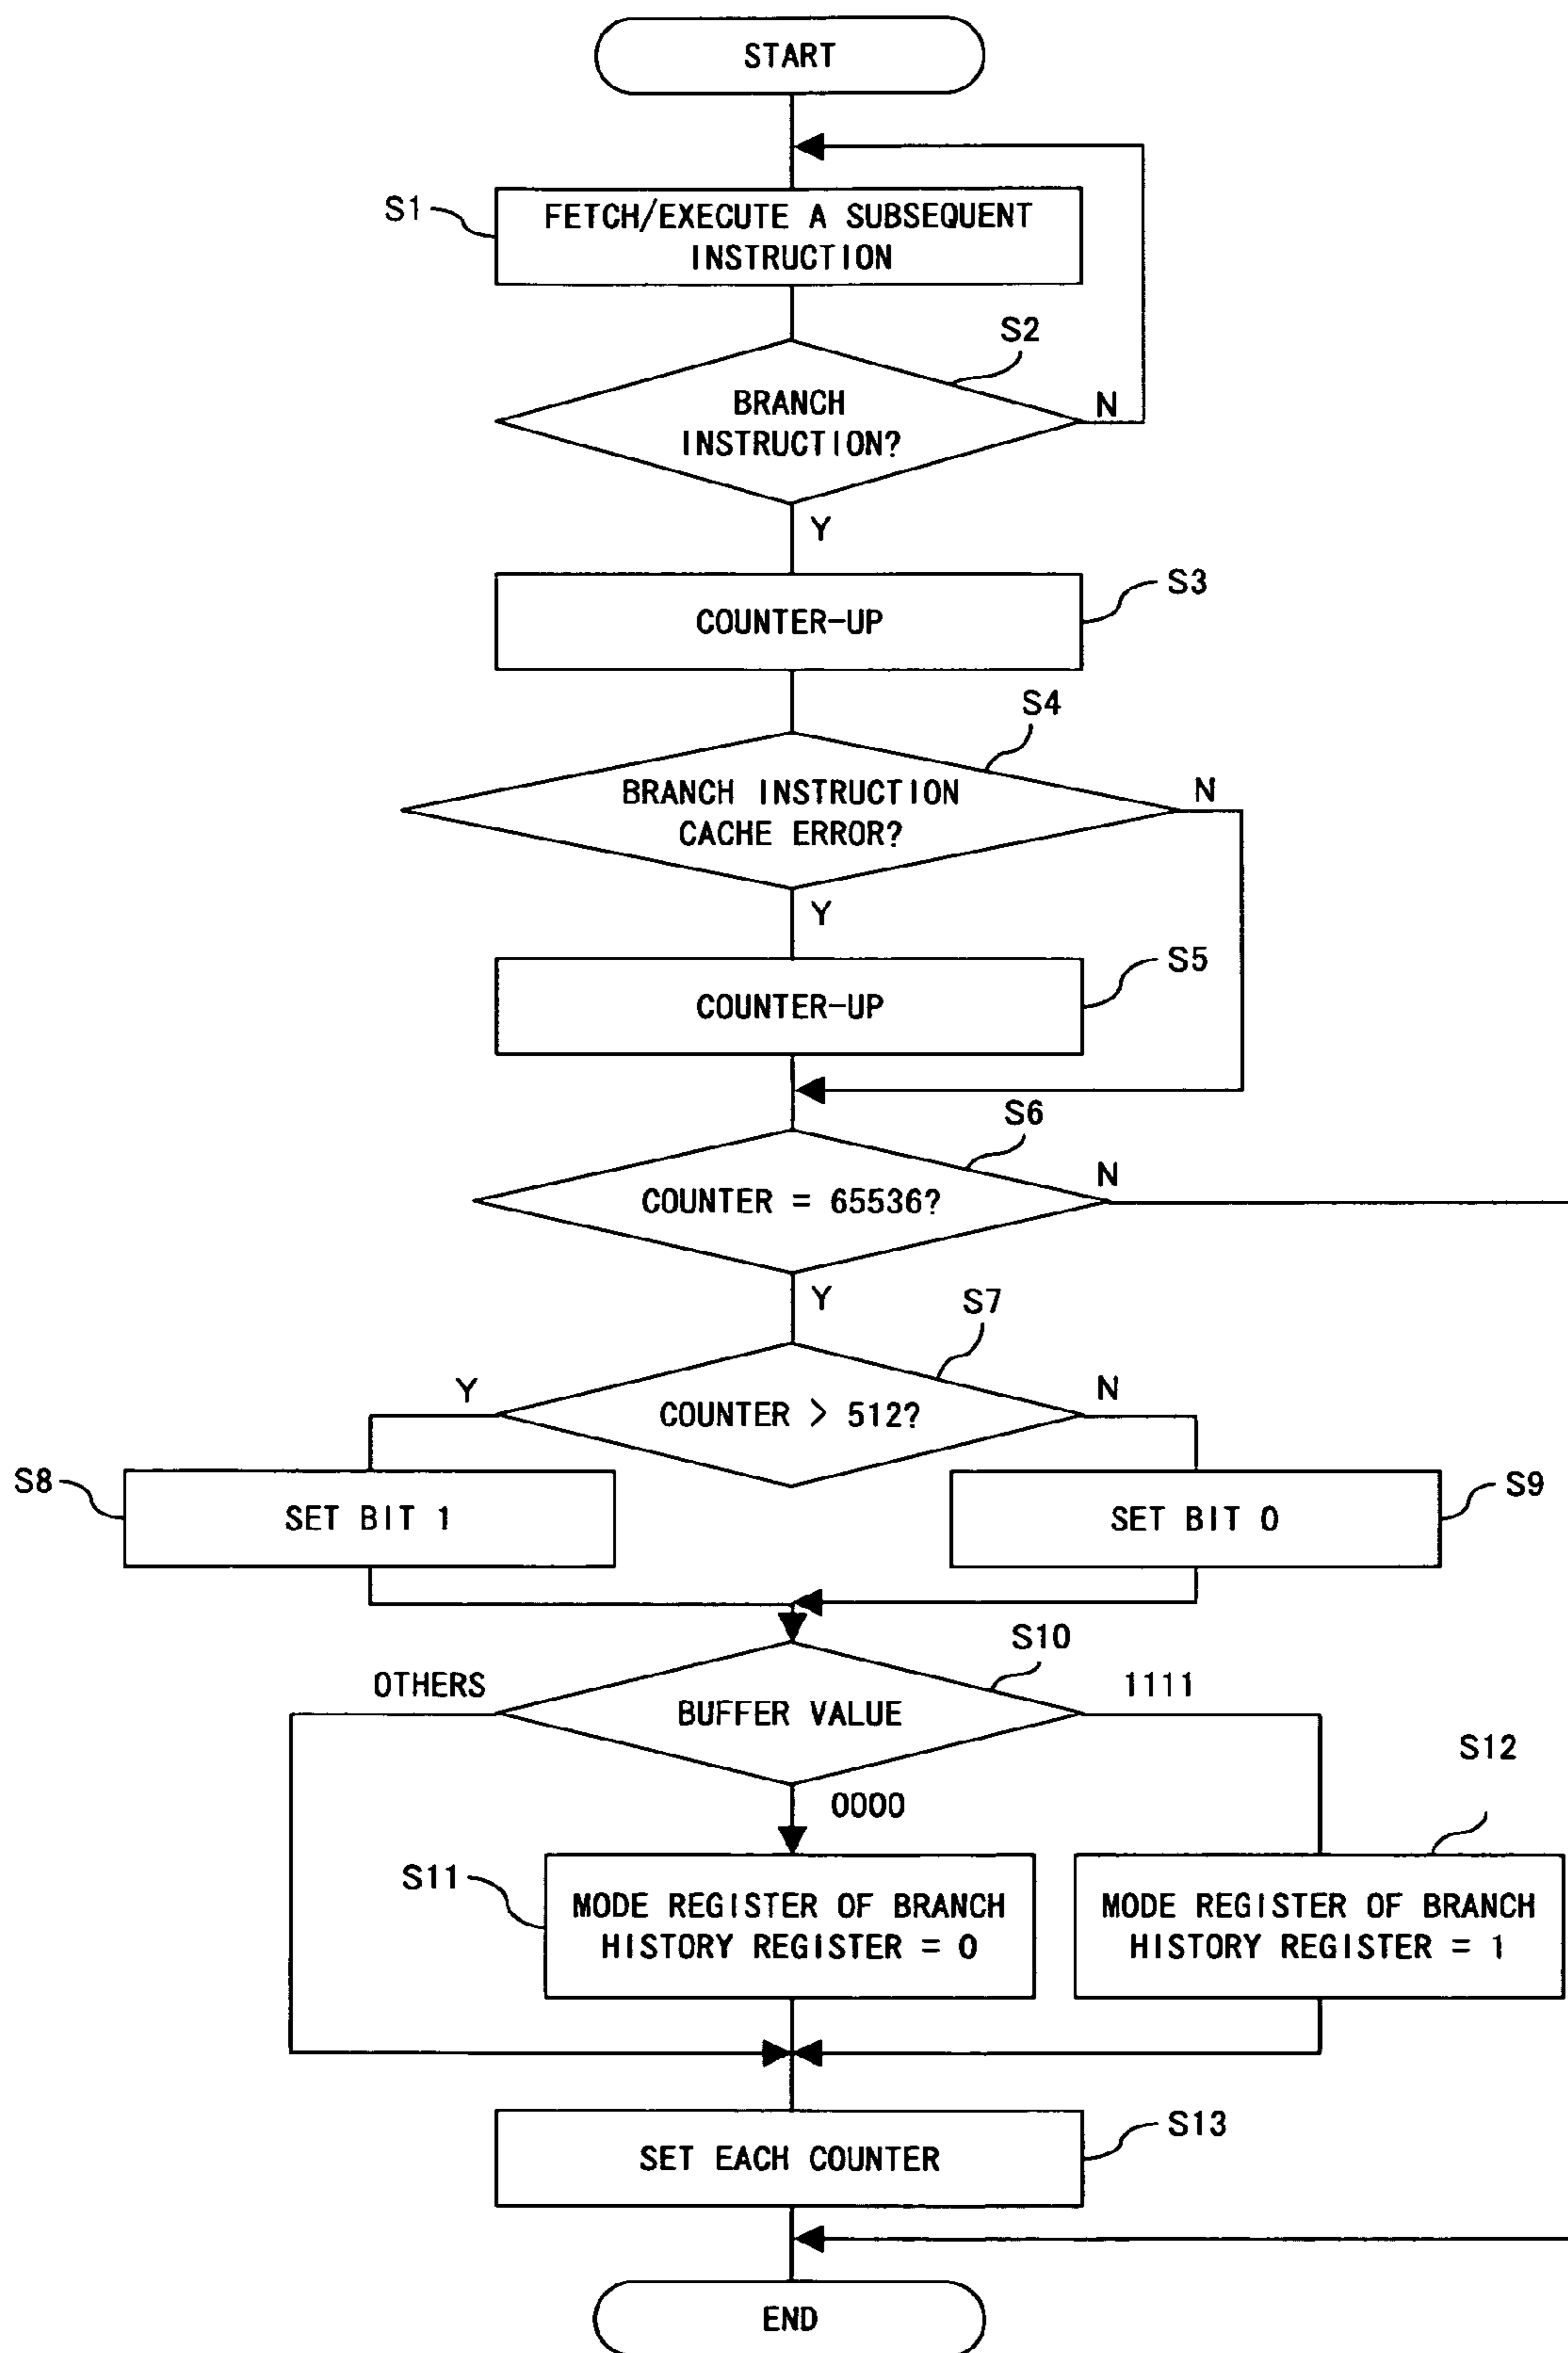 START
S1
FETCH/EXECUTE A SUBSEQUENT
INSTRUCTION
S2
BRANCH
INSTRUCTION?
N
Y
S3
COUNTER-UP
S4
BRANCH INSTRUCTION
CACHE ERROR?
N
Y
S5
COUNTER-UP
S6
COUNTER = 65536?
N
Y
S7
COUNTER > 512?
Y
N
S8
SET BIT 1
SET BIT 0
S9
S10
OTHERS
BUFFER VALUE
1111
0000
S12
S11
MODE REGISTER OF BRANCH
HISTORY REGISTER = 0
MODE REGISTER OF BRANCH
HISTORY REGISTER = 1
S13
SET EACH COUNTER
END